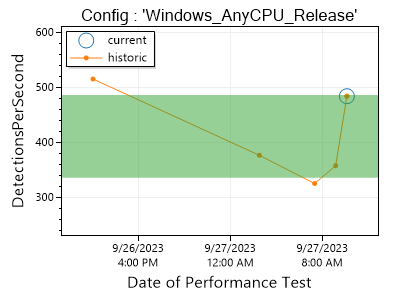 Config : 'Windows_AnyCPU_Release'
current
historic
600
500
400
300
DetectionsPerSecond
9/26/2023
4:00 PM
9/27/2023
12:00 AM
9/27/2023
8:00 AM
Date of Performance Test